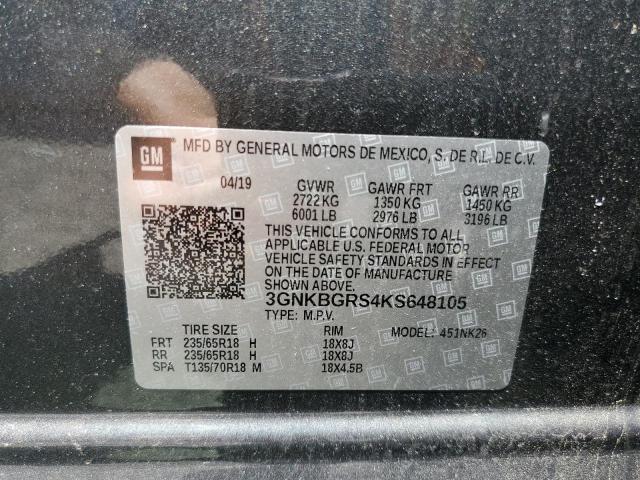 GM MFD BY GENERAL MOTORS DE MEXICO, S. DE R.L. DE C.V.
04/19 GVWR GAWR FRT GAWR RR
2722 KG 1350 KG 1450 KG
6001 LB 2976 LB 3196 LB
THIS VEHICLE CONFORMS TO ALL
APPLICABLE U.S. FEDERAL MOTOR
VEHICLE SAFETY STANDARDS IN EFFECT
ON THE DATE OF MANUFACTURE
SHOWN ABOVE.
3GNKBGRS4KS648105
TYPE: M.P.V.
TIRE SIZE RIM MODEL: 451NK26
FRT 235/65R18 H 18X8J
RR 235/65R18 H 18X8J
SPA T135/70R18 M 18X4.5B